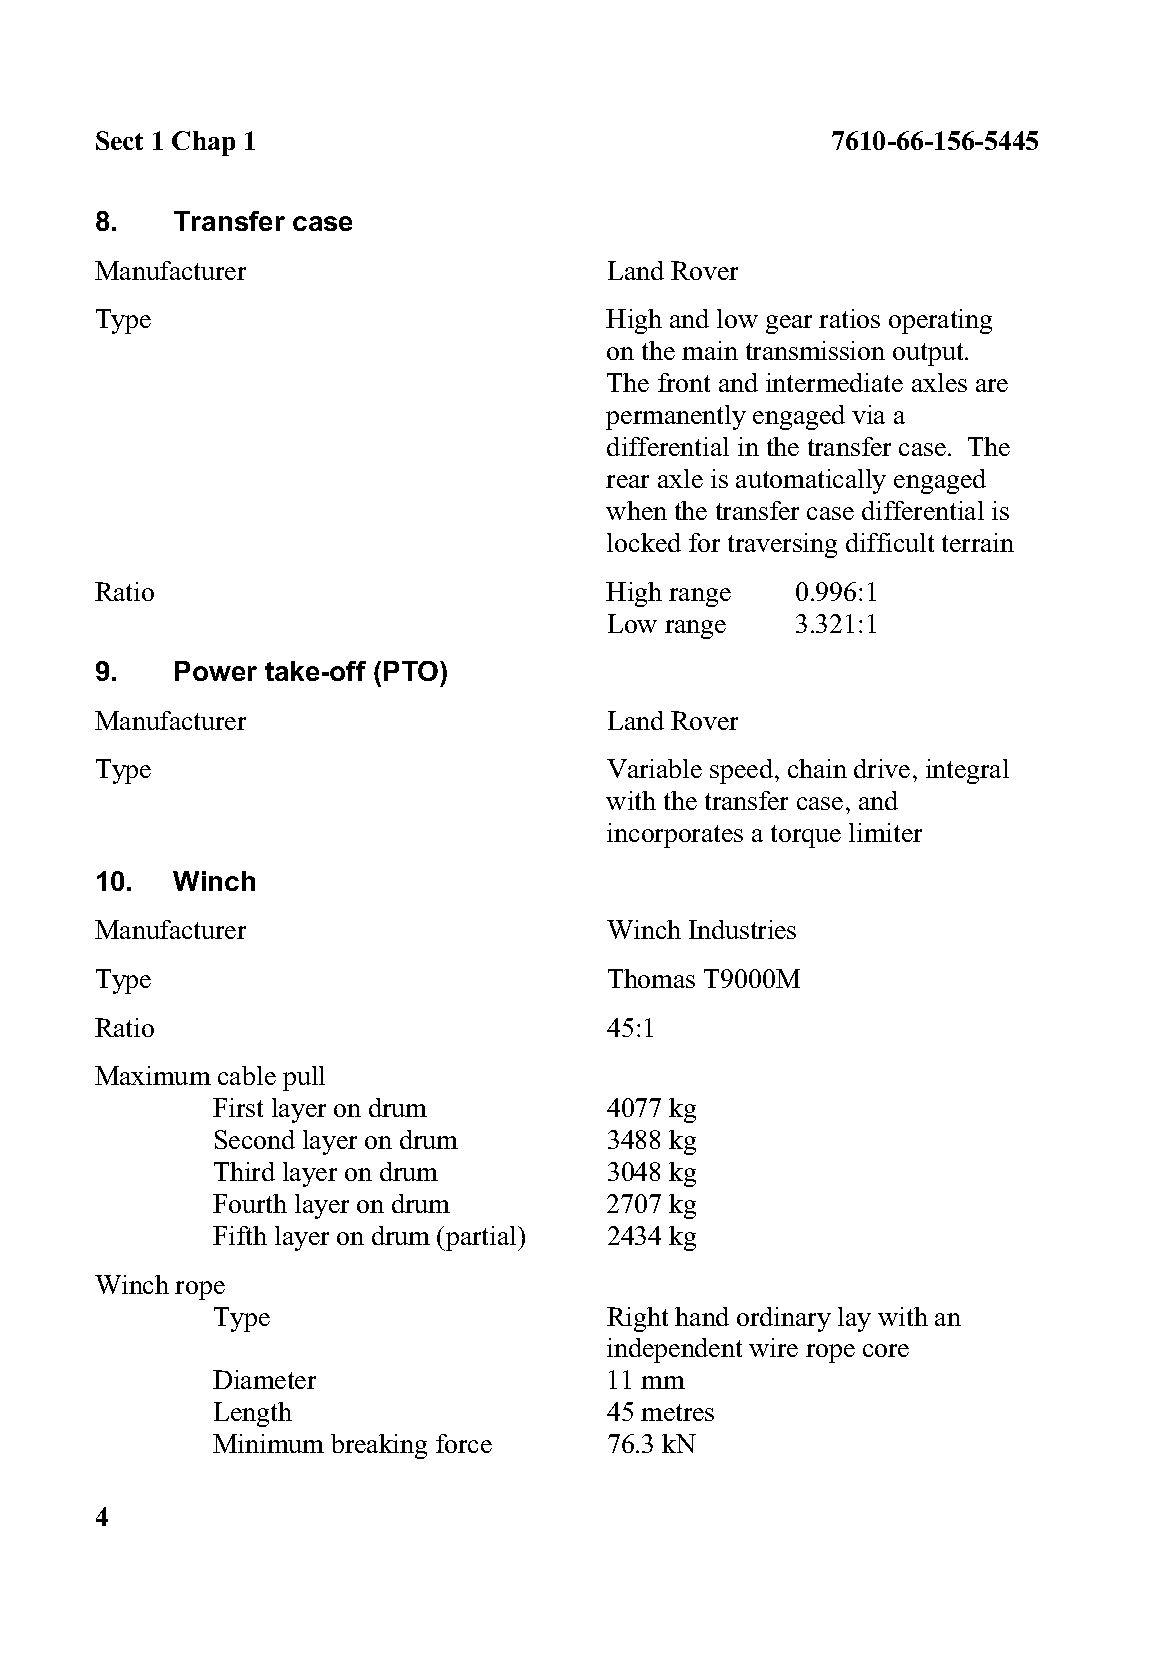 Sect 1 Chap 1 7610-66-156-5445
8. Transfer case
Manufacturer Land Rover
Type High and low gear ratios operating
on the main transmission output.
The front and intermediate axles are
permanently engaged via a
differential in the transfer case. The
rear axle is automatically engaged
when the transfer case differential is
locked for traversing difficult terrain
Ratio High range 0.996:1
Low range 3.321:1
9. Power take-off (PTO)
Manufacturer Land Rover
Type Variable speed, chain drive, integral
with the transfer case, and
incorporates a torque limiter
10. Winch
Manufacturer Winch Industries
Type Thomas T9000M
Ratio 45:1
Maximum cable pull
First layer on drum 4077 kg
Second layer on drum 3488 kg
Third layer on drum 3048 kg
Fourth layer on drum 2707 kg
Fifth layer on drum (partial) 2434 kg
Winch rope
Type Right hand ordinary lay with an
independent wire rope core
Diameter 11 mm
Length 45 metres
Minimum breaking force 76.3 kN
4